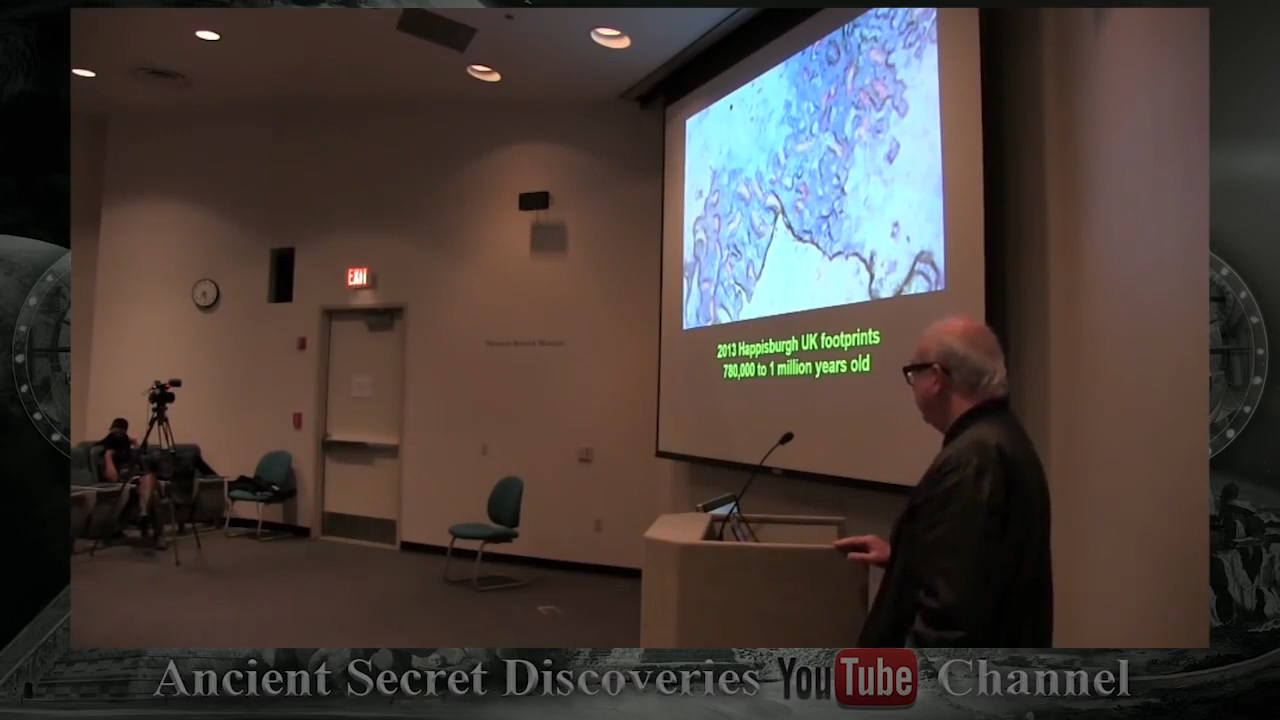 EXIT
2013 Happisburgh UK footprints
780,000 to 1 million years old
Ancient Secret Discoveries YouTube Channel